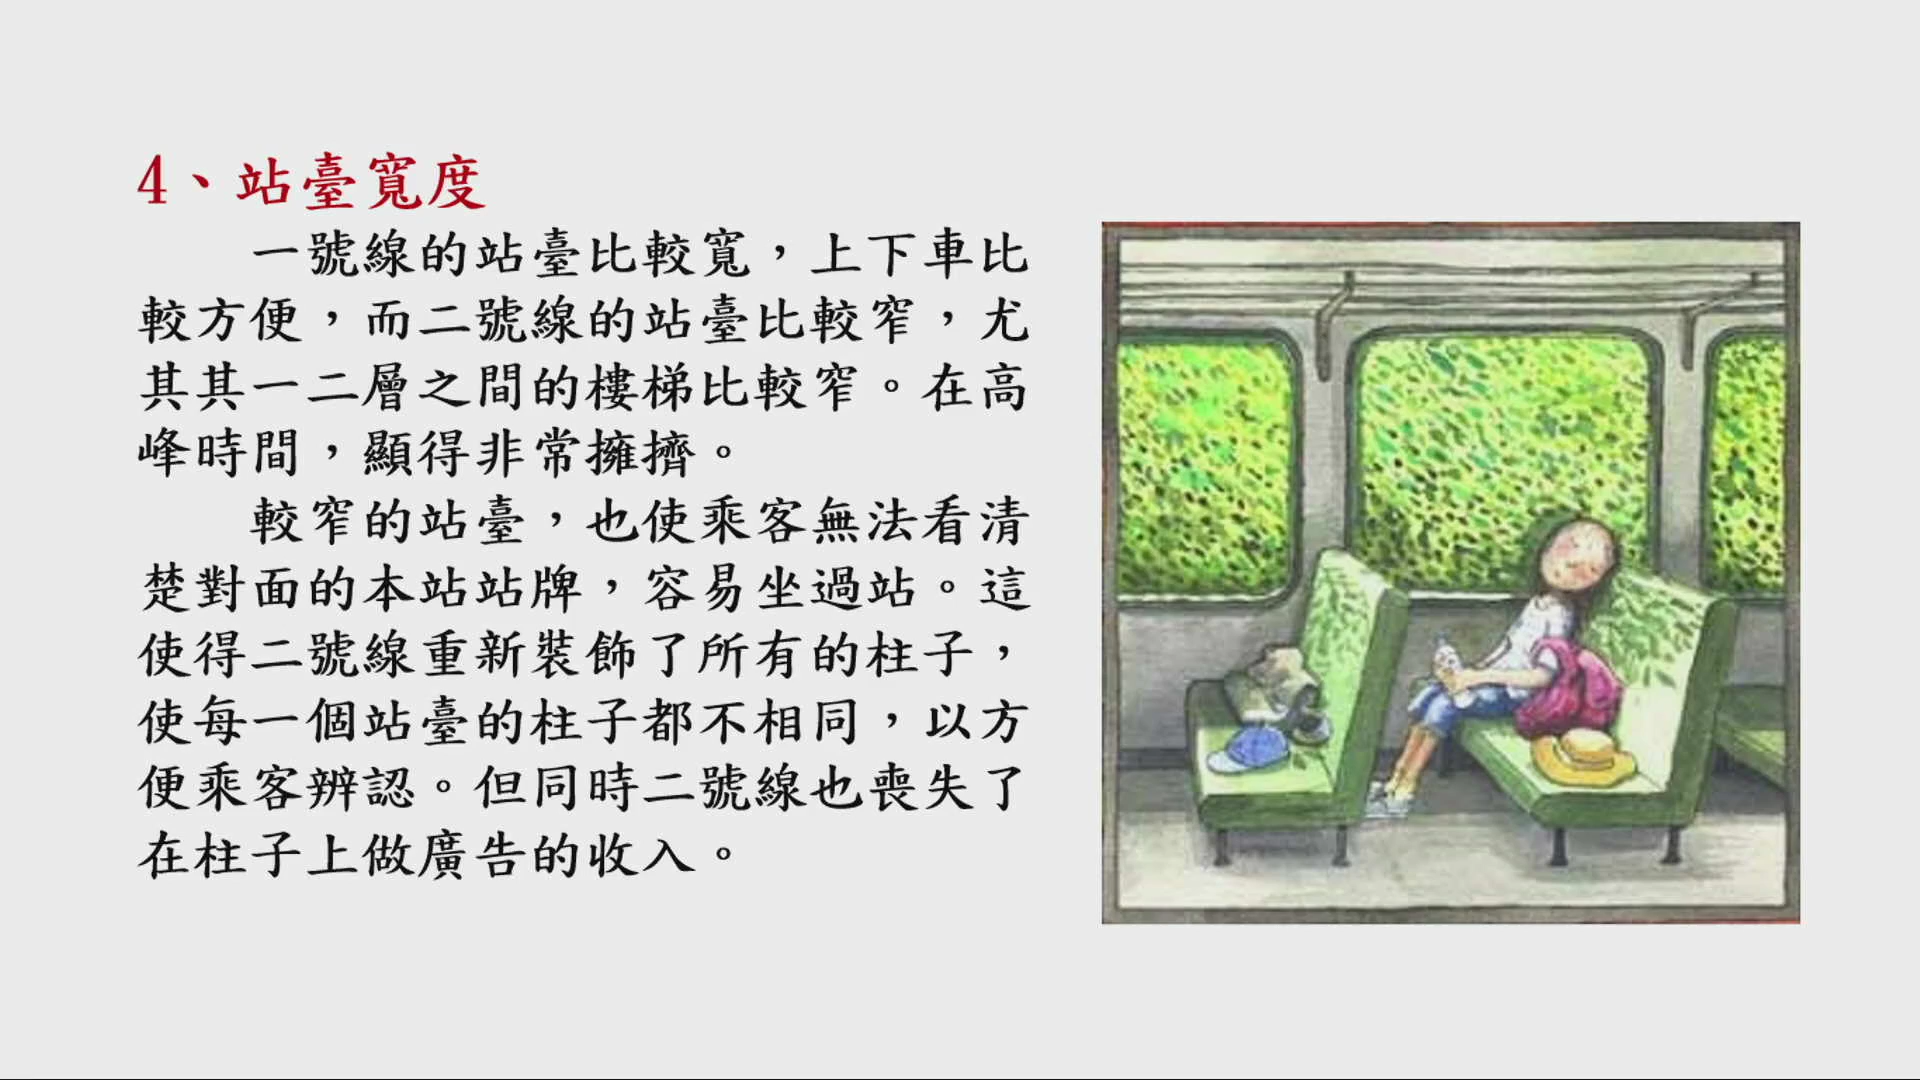 4、站臺寬度
一號線的站臺比較寬，上下車比
較方便，而二號線的站臺比較窄，尤
其其一二層之間的樓梯比較窄。在高
峰時間，顯得非常擁擠。
較窄的站臺，也使乘客無法看清
楚對面的本站站牌，容易坐過站。這
使得二號線重新裝飾了所有的柱子，
使每一個站臺的柱子都不相同，以方
便乘客辨認。但同時二號線也喪失了
在柱子上做廣告的收入。